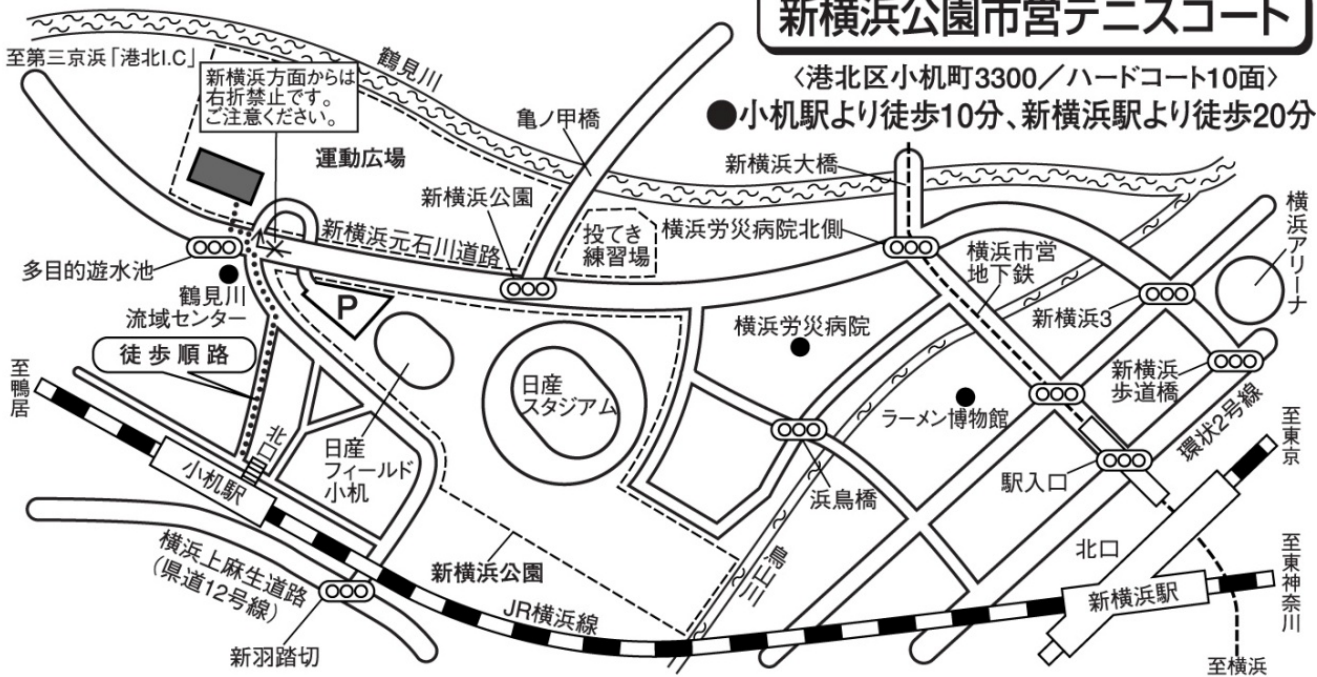 新横浜公園市営テニスコート
〈港北区小机町3300/ハードコート10面〉
●小机駅より徒歩10分、新横浜駅より徒歩20分
至第三京浜「港北I.C」
新横浜方面からは
右折禁止です。
ご注意ください。
鶴見川
亀ノ甲橋
運動広場
新横浜公園
新横浜元石川道路
投てき
練習場
新横浜大橋
横浜労災病院北側
横浜市営
地下鉄
横浜アリーナ
多目的遊水池
鶴見川
流域センター
P
徒歩順路
日産
スタジアム
横浜労災病院
新横浜3
新横浜
歩道橋
ラーメン博物館
環状2号線
至鴨居
北口
小机駅
日産
フィールド
小机
浜鳥橋
駅入口
至東京
横浜上麻生道路
(県道12号線)
新横浜公園
JR横浜線
鳥山川
北口
新横浜駅
至東神奈川
新羽踏切
至横浜